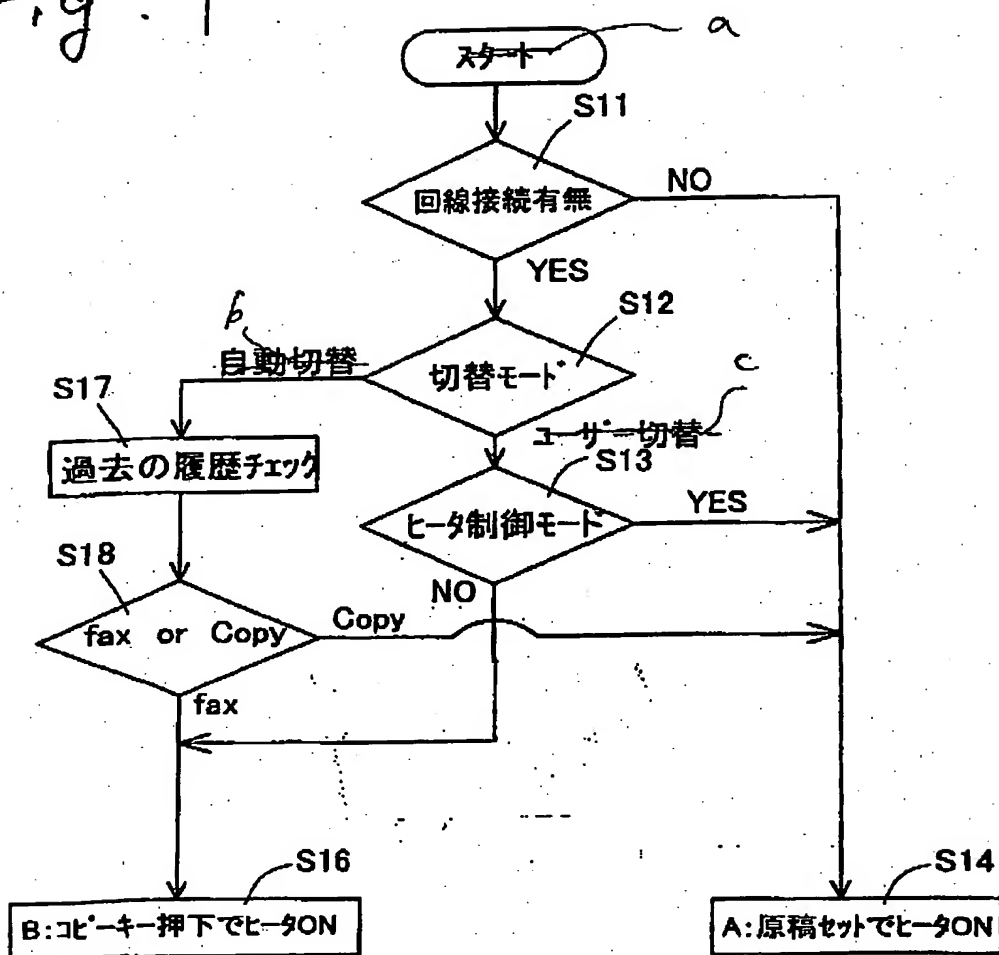 Fig. 1
スタート
a
S11
回線接続有無
NO
YES
S12
b
自動切替
切替モード
c
S17
ユーザー切替
S13
過去の履歴チェック
ヒータ制御モード
YES
S18
NO
fax or Copy
Copy
fax
S16
S14
B:コピーキー押下でヒータON
A:原稿セットでヒータON